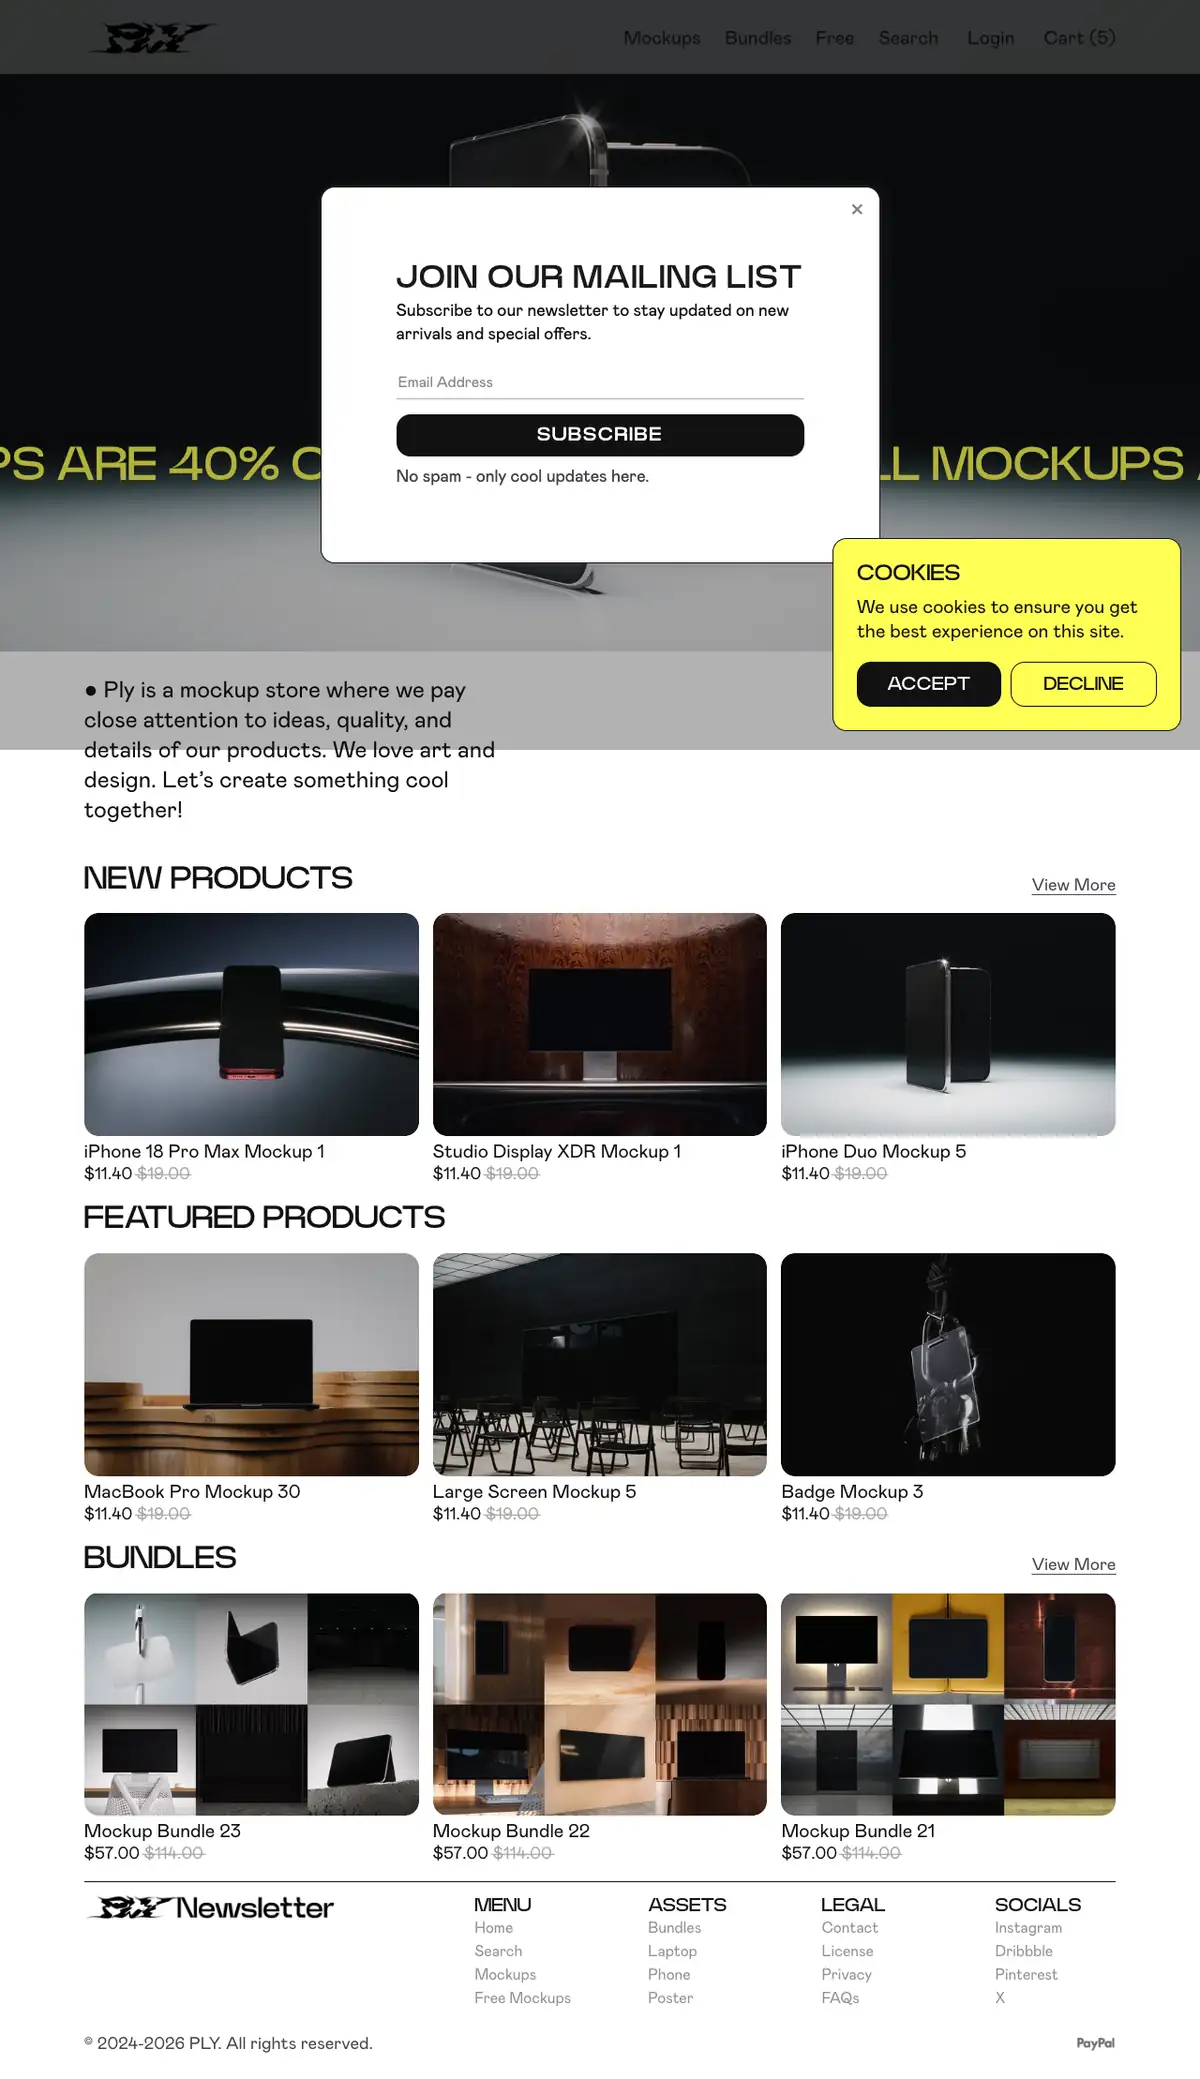 PLY
Mockups Bundles Free Search Login Cart (5)
JOIN OUR MAILING LIST
Subscribe to our newsletter to stay updated on new
arrivals and special offers.
Email Address
SUBSCRIBE
No spam - only cool updates here.
PS ARE 40% O
LL MOCKUPS
COOKIES
We use cookies to ensure you get
the best experience on this site.
ACCEPT DECLINE
● Ply is a mockup store where we pay
close attention to ideas, quality, and
details of our products. We love art and
design. Let’s create something cool
together!
NEW PRODUCTS
View More
iPhone 18 Pro Max Mockup 1
$11.40 $19.00
Studio Display XDR Mockup 1
$11.40 $19.00
iPhone Duo Mockup 5
$11.40 $19.00
FEATURED PRODUCTS
MacBook Pro Mockup 30
$11.40 $19.00
Large Screen Mockup 5
$11.40 $19.00
Badge Mockup 3
$11.40 $19.00
BUNDLES
View More
Mockup Bundle 23
$57.00 $114.00
Mockup Bundle 22
$57.00 $114.00
Mockup Bundle 21
$57.00 $114.00
PLY Newsletter
MENU
Home
Search
Mockups
Free Mockups
ASSETS
Bundles
Laptop
Phone
Poster
LEGAL
Contact
License
Privacy
FAQs
SOCIALS
Instagram
Dribbble
Pinterest
X
© 2024-2026 PLY. All rights reserved.
PayPal